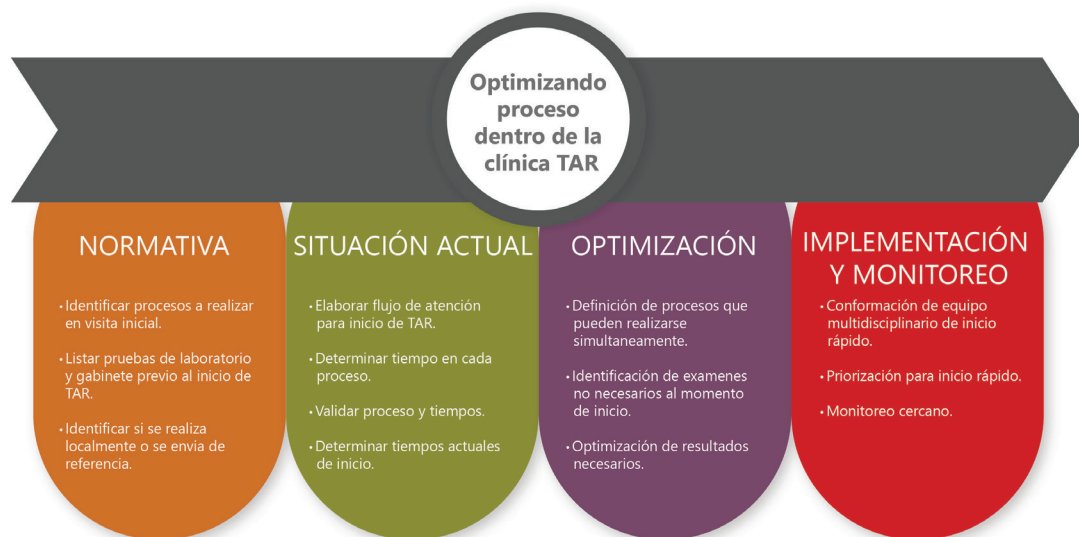 Optimizando
proceso
dentro de la
clínica TAR
NORMATIVA
• Identificar procesos a realizar
en visita inicial.
• Listar pruebas de laboratorio
y gabinete previo al inicio de
TAR.
• Identificar si se realiza
localmente o se envia de
referencia.
SITUACIÓN ACTUAL
• Elaborar flujo de atención
para inicio de TAR.
• Determinar tiempo en cada
proceso.
• Validar proceso y tiempos.
• Determinar tiempos actuales
de inicio.
OPTIMIZACIÓN
• Definición de procesos que
pueden realizarse
simultaneamente.
• Identificación de examenes
no necesarios al momento
de inicio.
• Optimización de resultados
necesarios.
IMPLEMENTACIÓN
Y MONITOREO
• Conformación de equipo
multidisciplinario de inicio
rápido.
• Priorización para inicio rápido.
• Monitoreo cercano.